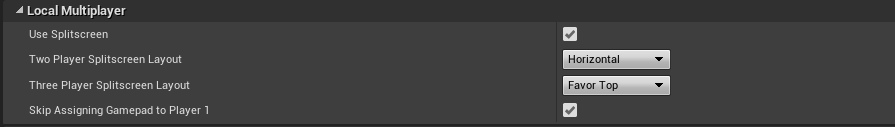 Local Multiplayer
Use Splitscreen
Two Player Splitscreen Layout Horizontal
Three Player Splitscreen Layout Favor Top
Skip Assigning Gamepad to Player 1